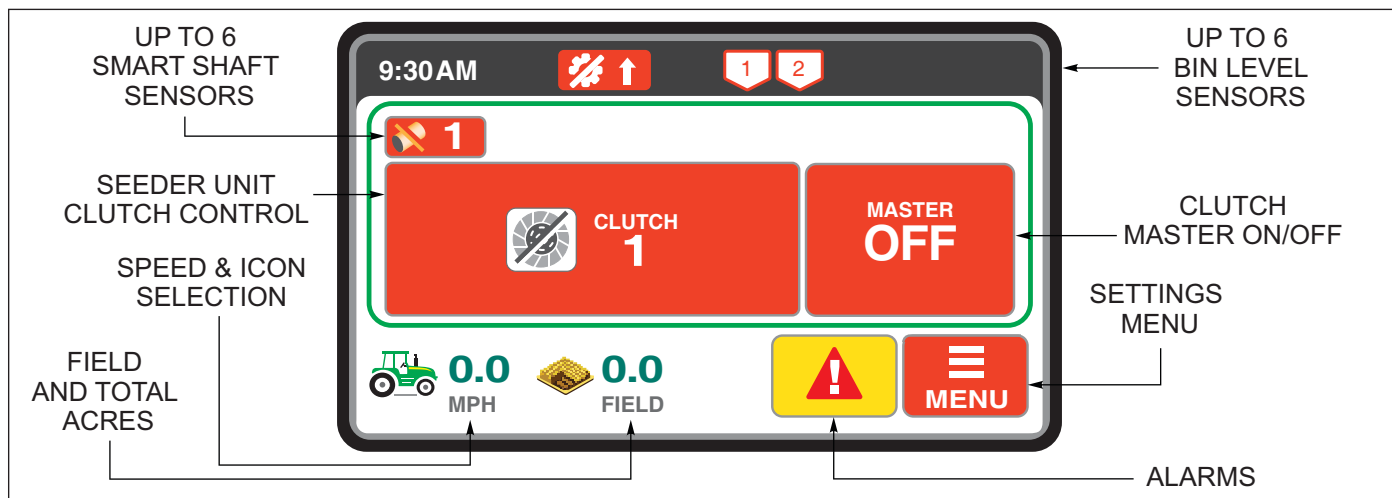 UP TO 6
SMART SHAFT
SENSORS
SEEDER UNIT
CLUTCH CONTROL
SPEED & ICON
SELECTION
FIELD
AND TOTAL
ACRES
9:30AM
1 2
1
CLUTCH
1
MASTER
OFF
0.0
MPH
0.0
FIELD
MENU
UP TO 6
BIN LEVEL
SENSORS
CLUTCH
MASTER ON/OFF
SETTINGS
MENU
ALARMS